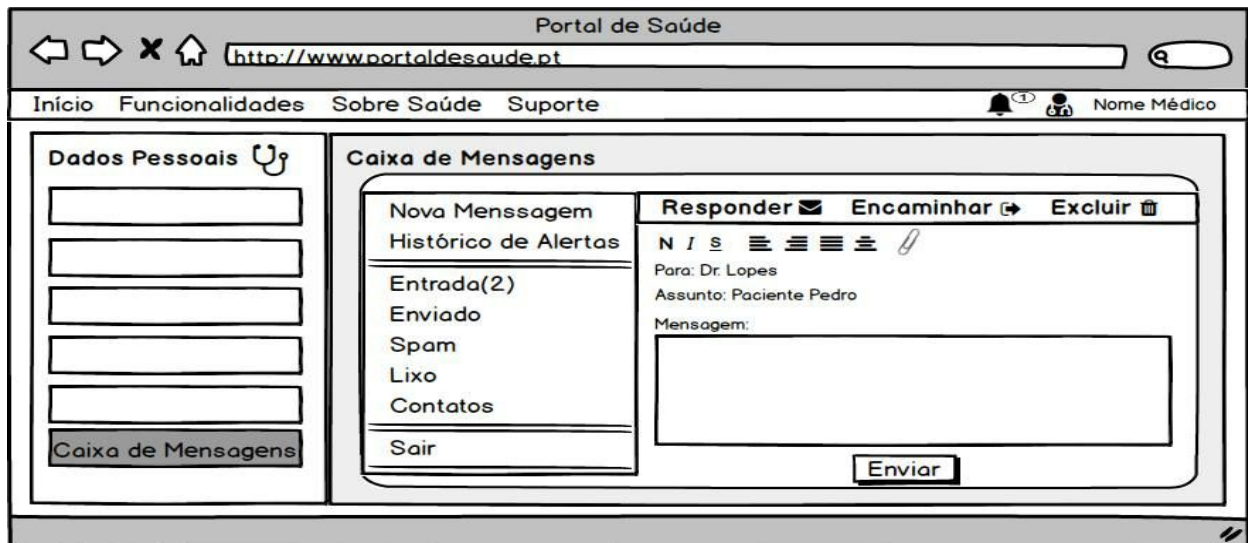 Portal de Saúde
http://www.portaldesaude.pt
Início Funcionalidades Sobre Saúde Suporte 1 Nome Médico
Dados Pessoais
Caixa de Mensagens
Caixa de Mensagens
Nova Menssagem
Histórico de Alertas
Entrada(2)
Enviado
Spam
Lixo
Contatos
Sair
Responder Encaminhar Excluir
N I S
Para: Dr. Lopes
Assunto: Paciente Pedro
Mensagem:
Enviar